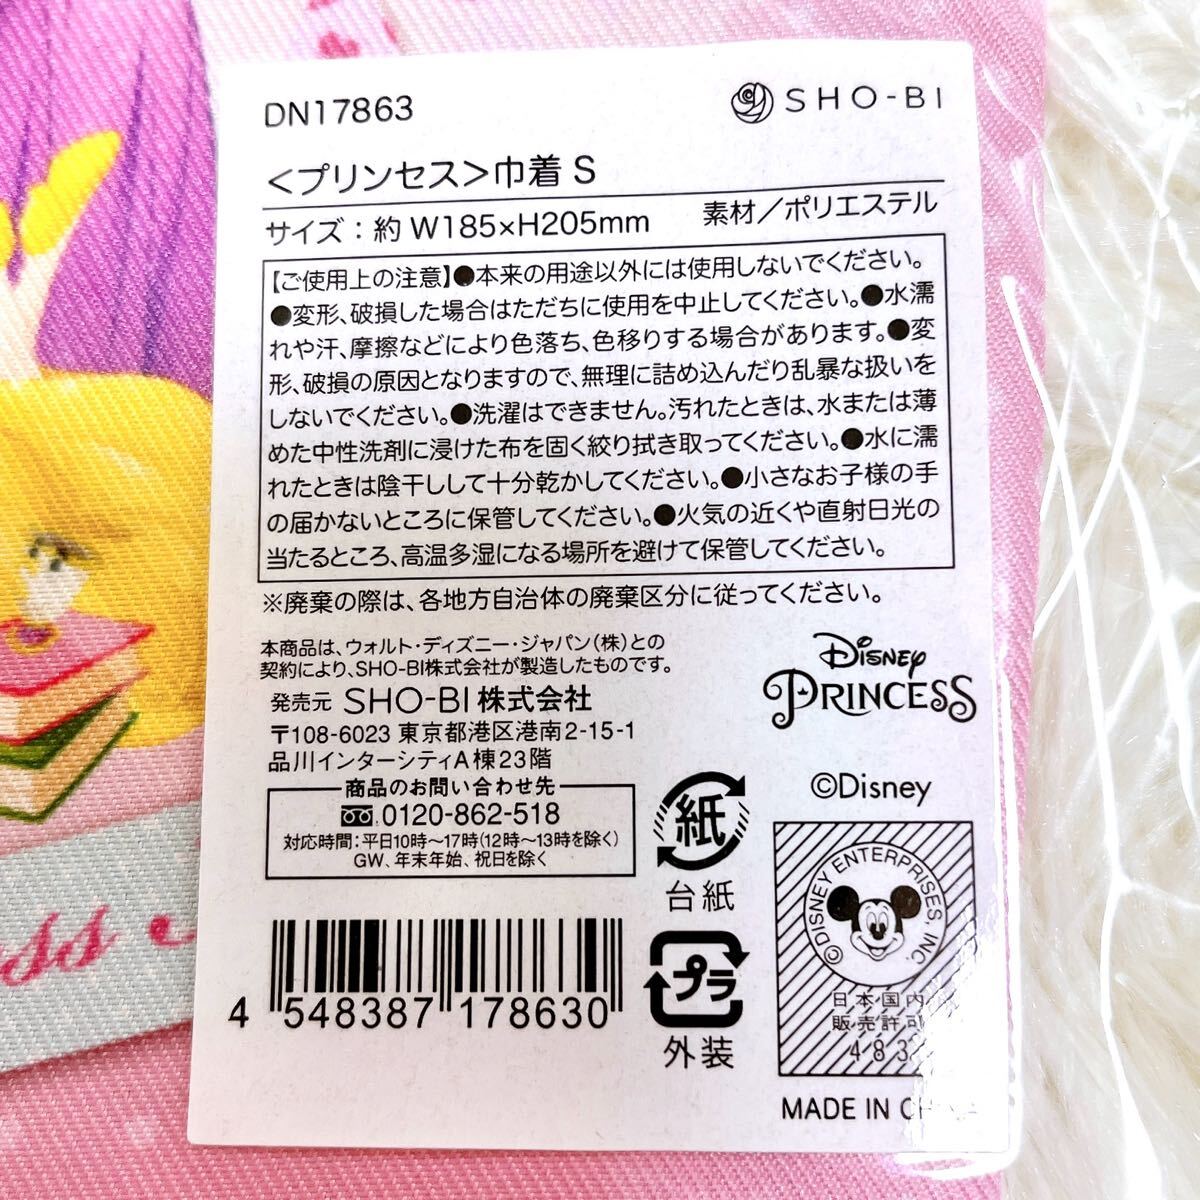 DN17863
SHO-BI
＜プリンセス＞巾着 S
サイズ：約 W185×H205mm 素材／ポリエステル
【ご使用上の注意】●本来の用途以外には使用しないでください。
●変形、破損した場合はただちに使用を中止してください。●水濡
れや汗、摩擦などにより色落ち、色移りする場合があります。●変
形、破損の原因となりますので、無理に詰め込んだり乱暴な扱いを
しないでください。●洗濯はできません。汚れたときは、水または薄
めた中性洗剤に浸けた布を固く絞り拭き取ってください。●水に濡
れたときは陰干しして十分乾かしてください。●小さなお子様の手
の届かないところに保管してください。●火気の近くや直射日光の
当たるところ、高温多湿になる場所を避けて保管してください。
※廃棄の際は、各地方自治体の廃棄区分に従ってください。
本商品は、ウォルト・ディズニー・ジャパン（株）との
契約により、SHO-BI株式会社が製造したものです。
発売元 SHO-BI株式会社
〒108-6023 東京都港区港南2-15-1
品川インターシティA棟23階
商品のお問い合わせ先
0120-862-518
対応時間：平日10時〜17時（12時〜13時を除く）
GW、年末年始、祝日を除く
4 548387 178630
紙
台紙
プラ
外装
Disney
PRINCESS
©Disney
©DISNEY ENTERPRISES, INC.
日本国内
販売許可
483
MADE IN
ss